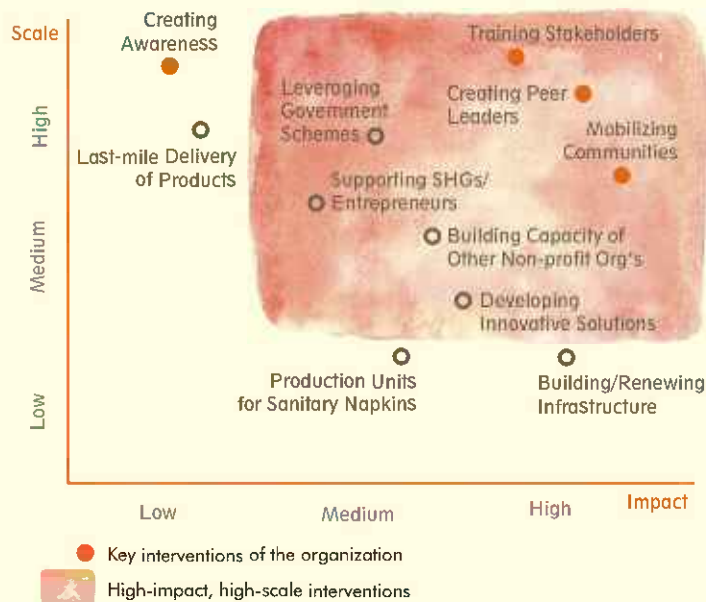 Scale
Creating
Awareness
Training Stakeholders
Leveraging
Government
Schemes
Creating Peer
Leaders
High
Last-mile Delivery
of Products
Mobilizing
Communities
Supporting SHGs/
Entrepreneurs
Medium
Building Capacity of
Other Non-profit Org's
Developing
Innovative Solutions
Low
Production Units
for Sanitary Napkins
Building/Renewing
Infrastructure
Low
Medium
High
Impact
Key interventions of the organization
High-impact, high-scale interventions